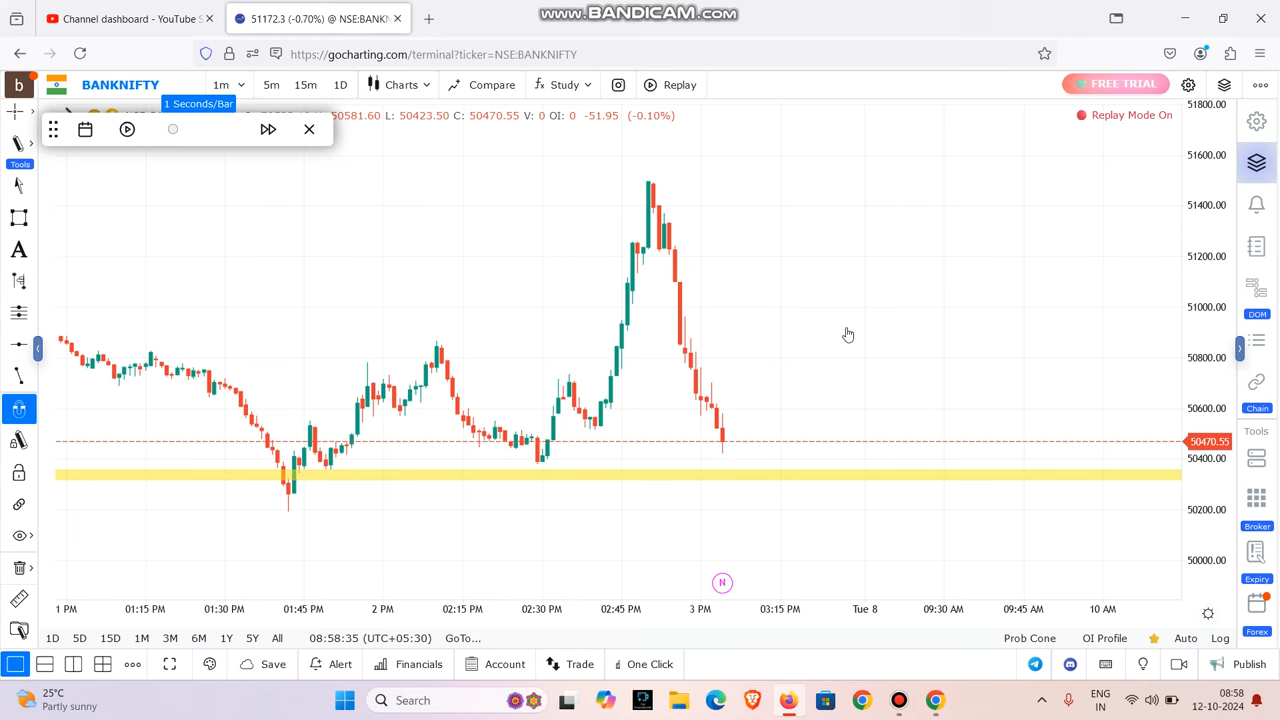 Channel dashboard - YouTube S
51172.3 (-0.70%) @ NSE:BANKN
WWW.BANDICAM.COM
https://gocharting.com/terminal?ticker=NSE:BANKNIFTY
b
BANKNIFTY
1m
5m
15m
1D
Charts
Compare
Study
Replay
FREE TRIAL
1 Seconds/Bar
50581.60 L: 50423.50 C: 50470.55 V: 0 OI: 0 -51.95 (-0.10%)
Replay Mode On
Tools
A
51800.00
51600.00
51400.00
51200.00
51000.00
50800.00
50600.00
50470.55
50400.00
50200.00
50000.00
DOM
Chain
Tools
Broker
Expiry
Forex
N
1 PM 01:15 PM 01:30 PM 01:45 PM 2 PM 02:15 PM 02:30 PM 02:45 PM 3 PM 03:15 PM Tue 8 09:30 AM 09:45 AM 10 AM
1D 5D 15D 1M 3M 6M 1Y 5Y All 08:58:35 (UTC+05:30) GoTo... Prob Cone OI Profile Auto Log
Save Alert Financials Account Trade One Click Publish
25°C
Partly sunny
Search
ENG
IN
08:58
12-10-2024